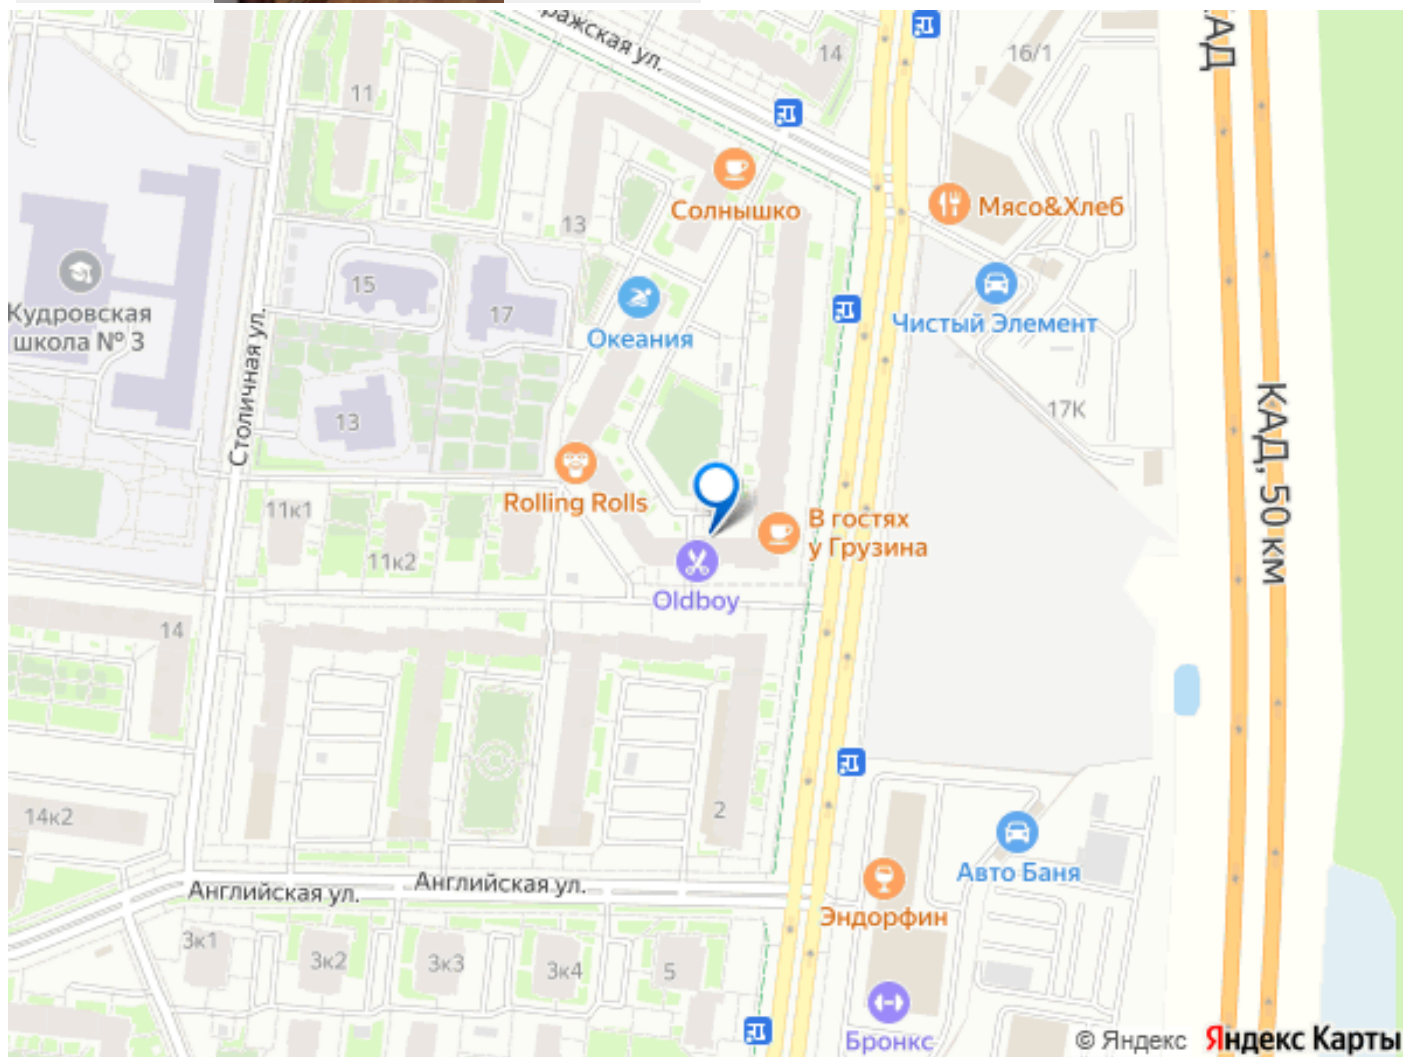 ражская ул.
14
16/1
КАД
11
Солнышко
Мясо&Хлеб
13
15
17
Океания
Чистый Элемент
Кудровская
школа № 3
Столичная ул.
13
17К
КАД, 50 км
Rolling Rolls
11к1
11к2
В гостях
у Грузина
Oldboy
14
2
14к2
Авто Баня
Английская ул.
Английская ул.
Эндорфин
3к1
3к2
3к3
3к4
5
Бронкс
© Яндекс Яндекс Карты